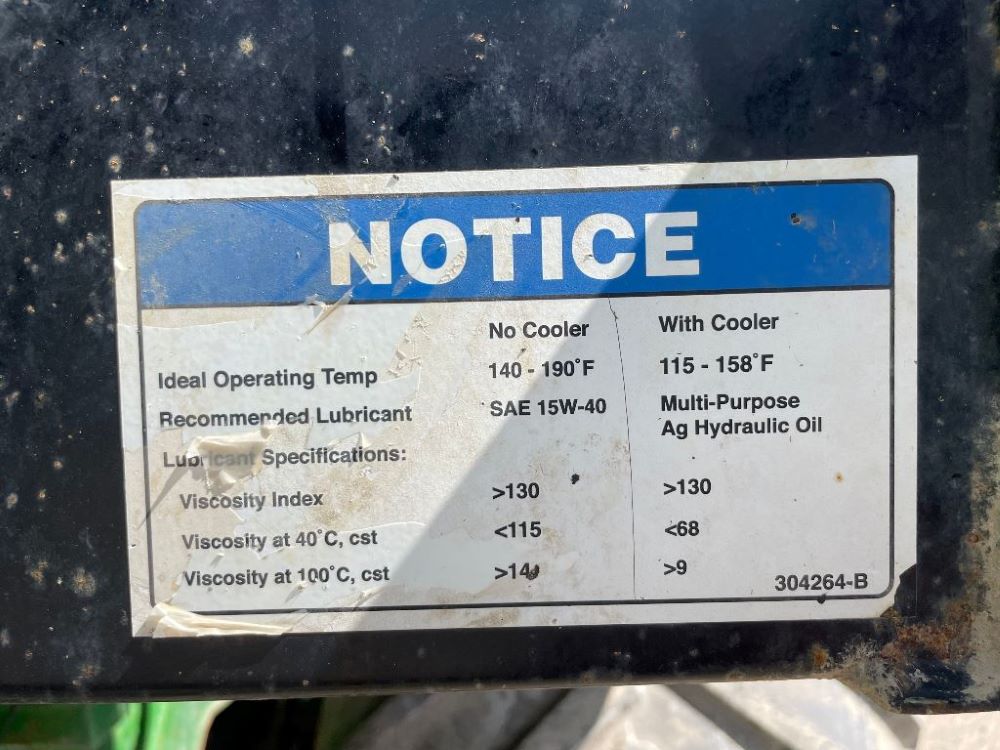 NOTICE
No Cooler With Cooler
Ideal Operating Temp 140 - 190°F 115 - 158°F
Recommended Lubricant SAE 15W-40 Multi-Purpose
Ag Hydraulic Oil
Lubricant Specifications:
Viscosity Index >130 >130
Viscosity at 40°C, cst <115 <68
Viscosity at 100°C, cst >14 >9
304264-B